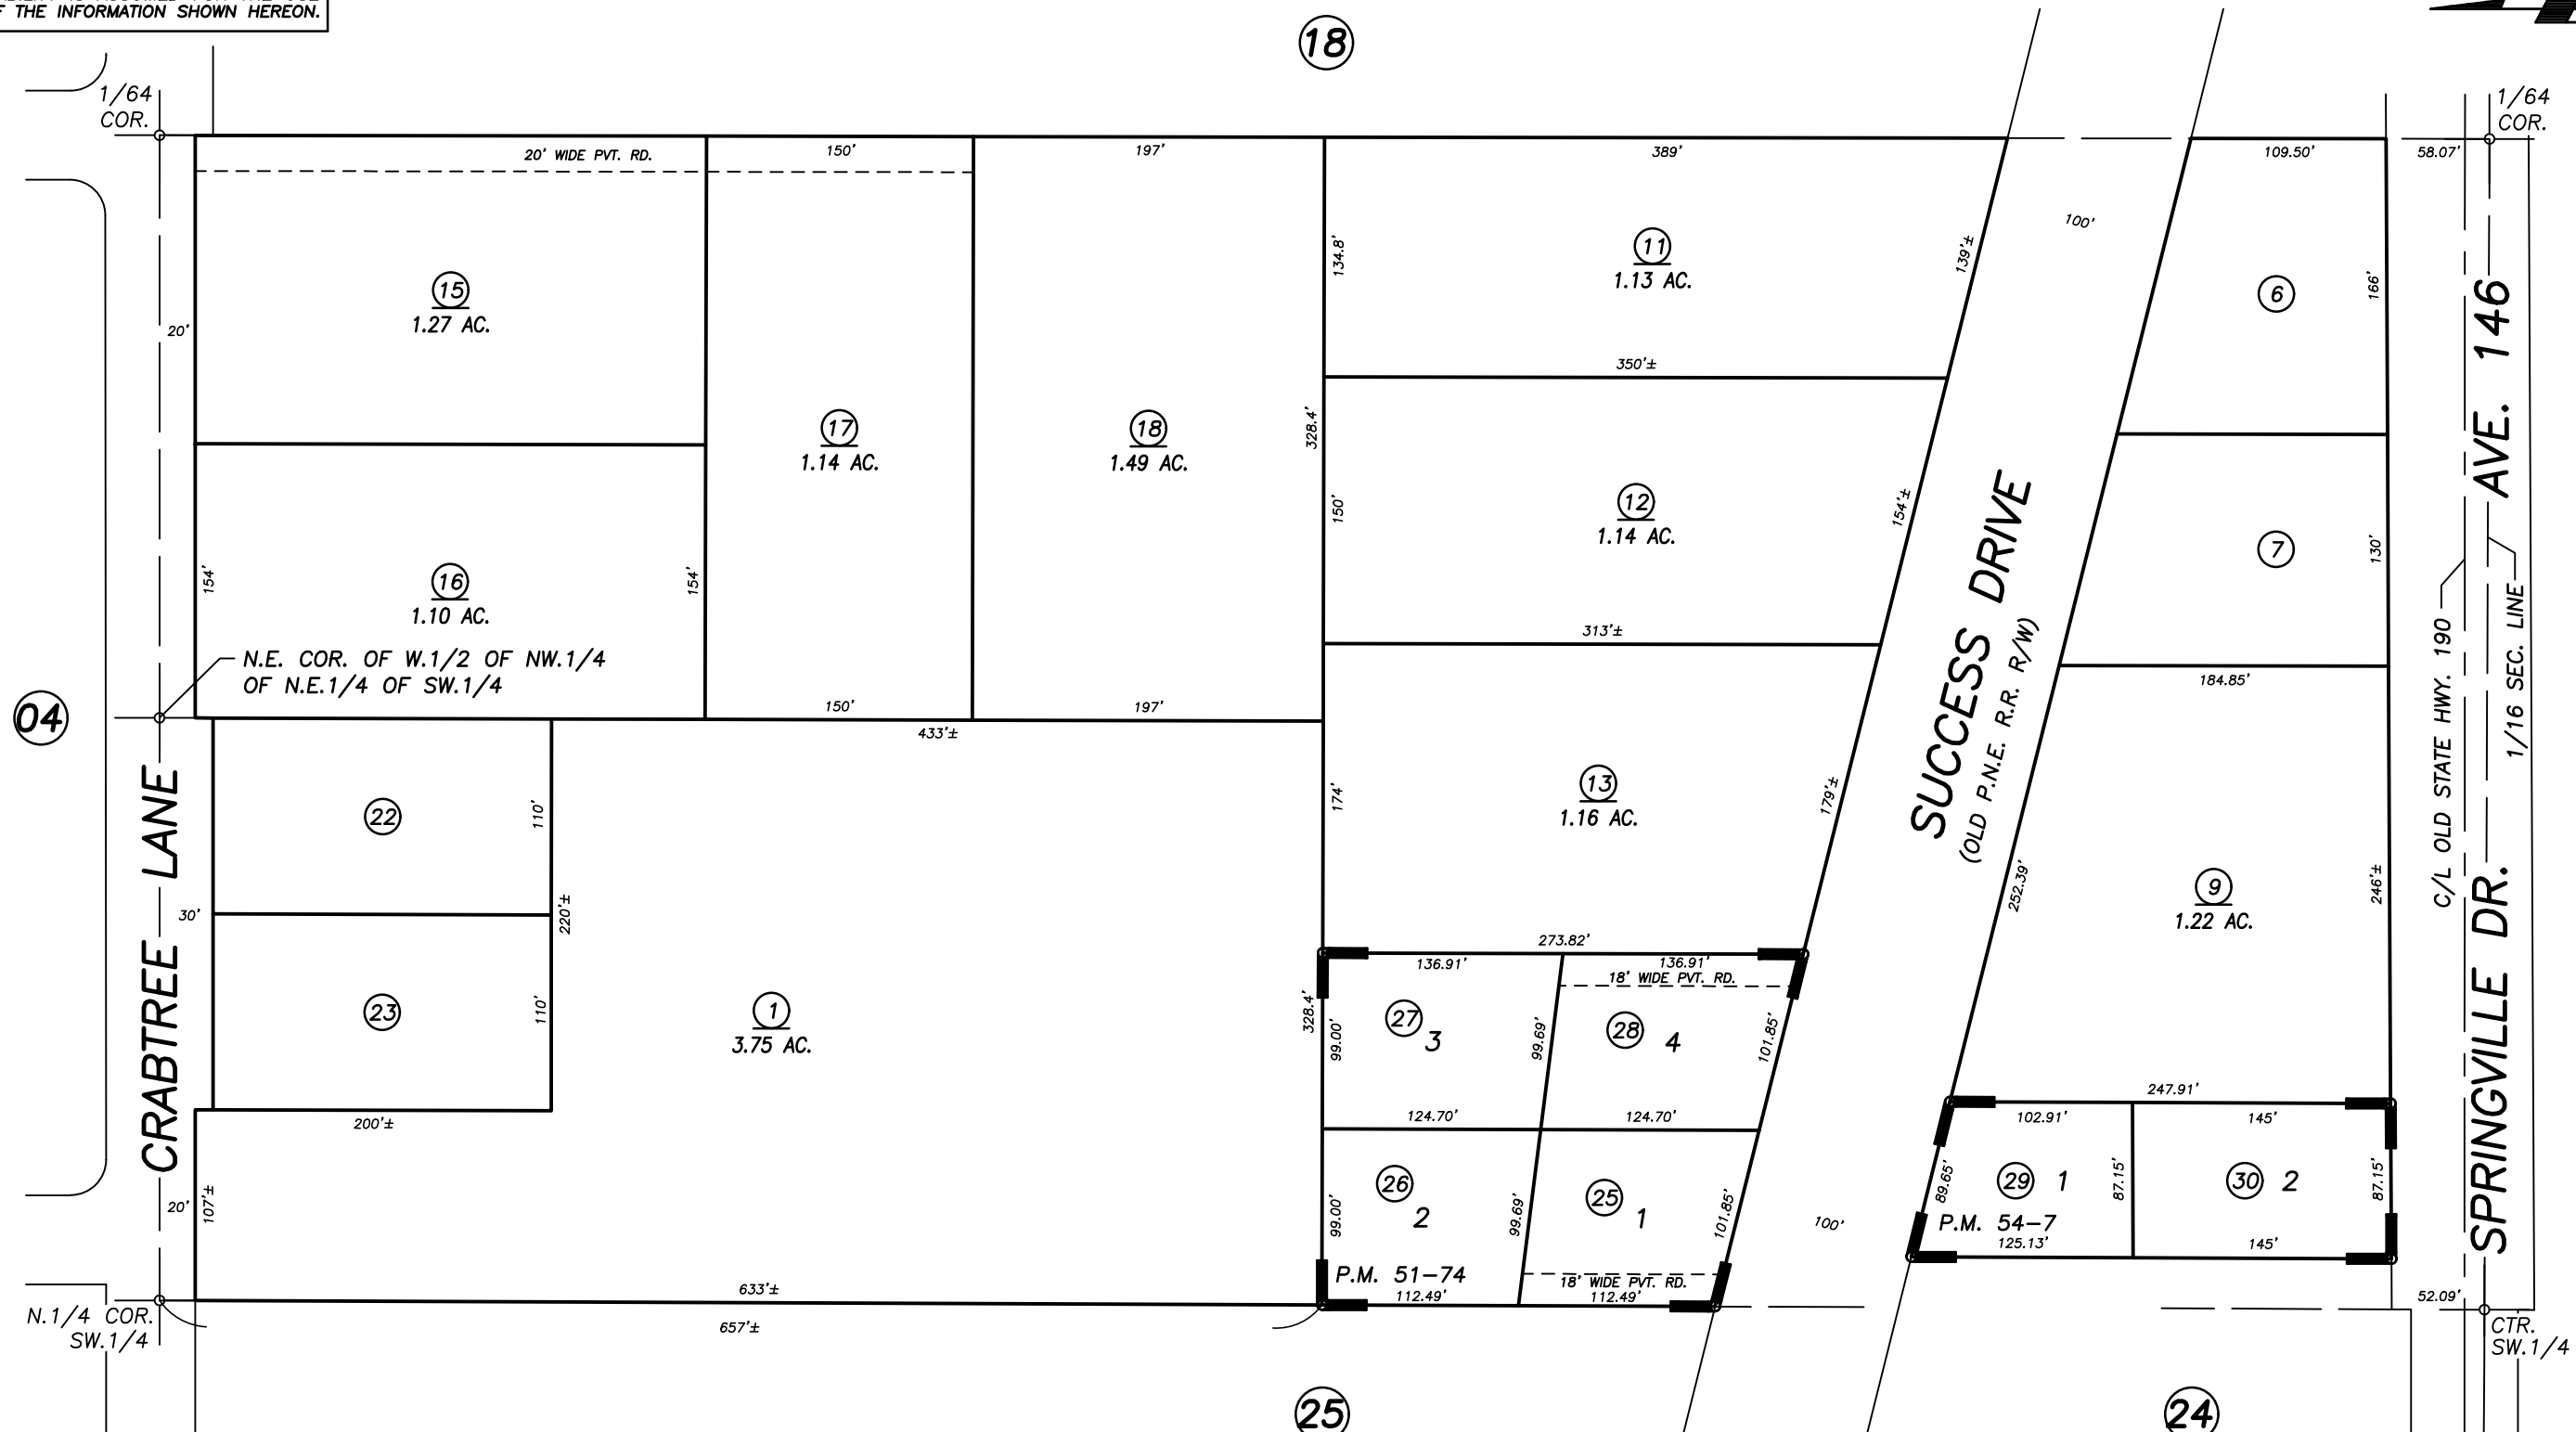 F THE INFORMATION SHOWN HEREON.
18
1/64
COR.
1/64
COR.
20' WIDE PVT. RD.
150'
197'
389'
109.50'
58.07'
100'
134.8'
139'±
166'
11
1.13 AC.
6
15
1.27 AC.
20'
350'±
17
1.14 AC.
18
1.49 AC.
328.4'
12
1.14 AC.
150'
154'±
7
130'
AVE. 146
16
1.10 AC.
154'
154'
N.E. COR. OF W.1/2 OF NW.1/4
OF N.E.1/4 OF SW.1/4
313'±
SUCCESS DRIVE
(OLD P.N.E. R.R. R/W)
184.85'
C/L OLD STATE HWY. 190
1/16 SEC. LINE
04
150'
197'
433'±
13
1.16 AC.
174'
179'±
22
110'
CRABTREE LANE
30'
220'±
252.39'
9
1.22 AC.
246'±
SPRINGVILLE DR.
273.82'
136.91'
136.91'
18' WIDE PVT. RD.
23
110'
1
3.75 AC.
328.4'
27
3
99.00'
99.69'
28
4
101.85'
247.91'
200'±
124.70'
124.70'
102.91'
145'
20'
107'±
26
2
99.00'
99.69'
25
1
101.85'
100'
89.65'
29 1
87.15'
30 2
87.15'
P.M. 54-7
125.13'
145'
P.M. 51-74
112.49'
18' WIDE PVT. RD.
112.49'
633'±
52.09'
N.1/4 COR.
SW.1/4
657'±
CTR.
SW.1/4
25
24